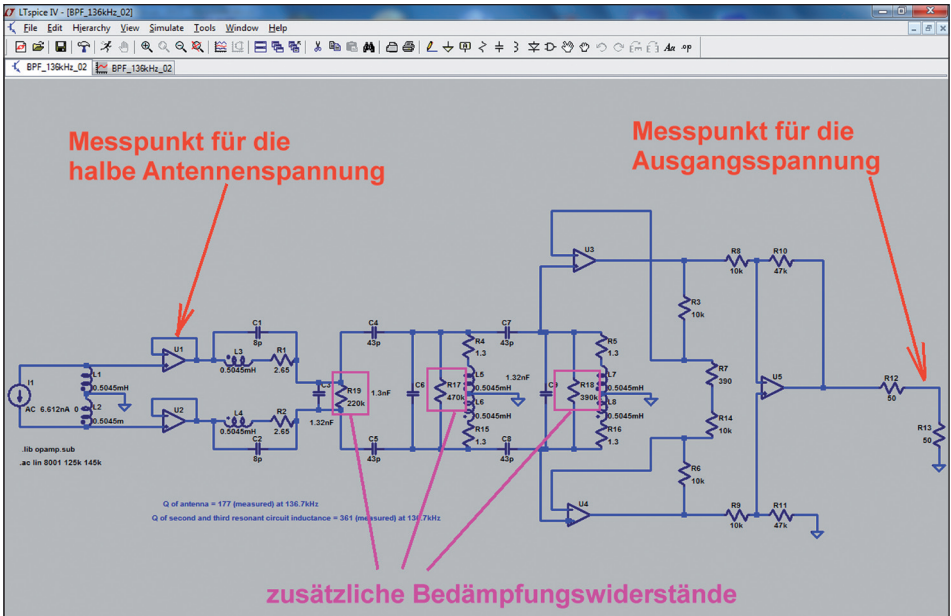 LTspice IV - [BPF_136kHz_02]
File Edit Hierarchy View Simulate Tools Window Help
BPF_136kHz_02 BPF_136kHz_02
Messpunkt für die
halbe Antennenspannung
Messpunkt für die
Ausgangsspannung
U3
R8
10k
R10
47k
R3
10k
C1
8p
L3
0.5045mH
R1
2.65
U1
C4
43p
C7
43p
R4
1.3
R5
1.3
R7
390
U5
R12
50
R13
50
I1
AC 6.612nA 0
L1
0.5045mH
L2
0.5045m
C3
1.32nF
R19
220k
1.3nF
C6
R17
470k
L5
0.5045mH
L6
0.5045mH
1.32nF
C9
R18
390k
L7
0.5045mH
L8
0.5045mH
R14
10k
U2
L4
0.5045mH
R2
2.65
C2
8p
C5
43p
R15
1.3
C8
43p
R16
1.3
R6
10k
.lib opamp.sub
.ac lin 8001 125k 145k
U4
R9
10k
R11
47k
Q of antenna = 177 (measured) at 136.7kHz
Q of second and third resonant circuit inductance = 361 (measured) at 136.7kHz
zusätzliche Bedämpfungswiderstände